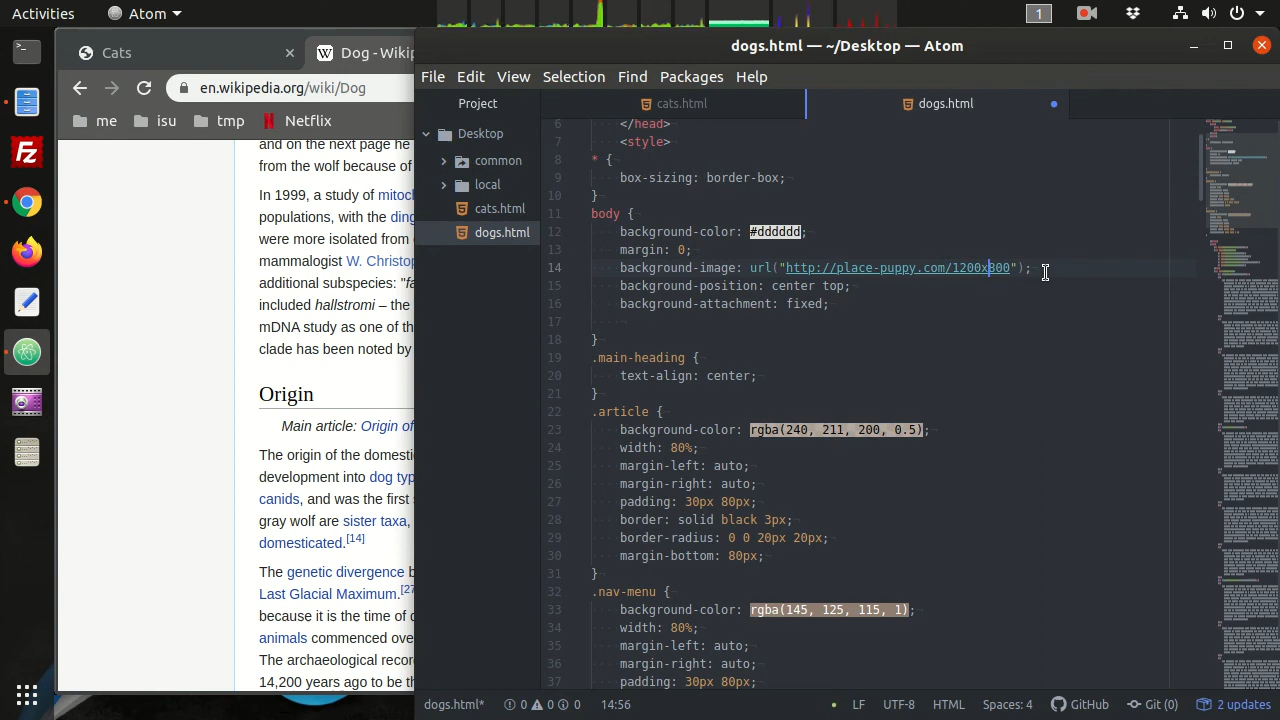 Activities
Atom
1
Cats
Dog - Wikip
en.wikipedia.org/wiki/Dog
me
isu
tmp
Netflix
and on the next page he
from the wolf because of
In 1999, a study of mitoch
populations, with the ding
were more isolated from
mammalogist W. Christop
additional subspecies: "fa
included hallstromi – the
mDNA study as one of th
clade has been noted by
Origin
Main article: Origin of
The origin of the domesti
development into dog typ
canids, and was the first
gray wolf are sister taxa,
domesticated.[14]
The genetic divergence b
Last Glacial Maximum.[27
because it is the time of
animals commenced ove
The archaeological recor
14,200 years ago to be th
dogs.html — ~/Desktop — Atom
File Edit View Selection Find Packages Help
Project
cats.html
dogs.html
Desktop
common
local
cats.html
dogs.html
6 </head>
7 <style>
8 * {
9 box-sizing: border-box;
10 }
11 body {
12 background-color: #dddddd;
13 margin: 0;
14 background-image: url("http://place-puppy.com/
15 background-position: center top;
16 background-attachment: fixed;
17
18 }
19 .main-heading {
20 text-align: center;
21 }
22 .article {
23 background-color: rgba(240, 210, 200, 0.5);
24 width: 80%;
25 margin-left: auto;
26 margin-right: auto;
27 padding: 30px 80px;
28 border: solid black 3px;
29 border-radius: 0 0 20px 20px;
30 margin-bottom: 80px;
31 }
32 .nav-menu {
33 background-color: rgba(145, 125, 115, 1);
34 width: 80%;
35 margin-left: auto;
36 margin-right: auto;
37 padding: 30px 80px;
dogs.html*
0 0 0
14:56
LF
UTF-8
HTML
Spaces: 4
GitHub
Git (0)
2 updates